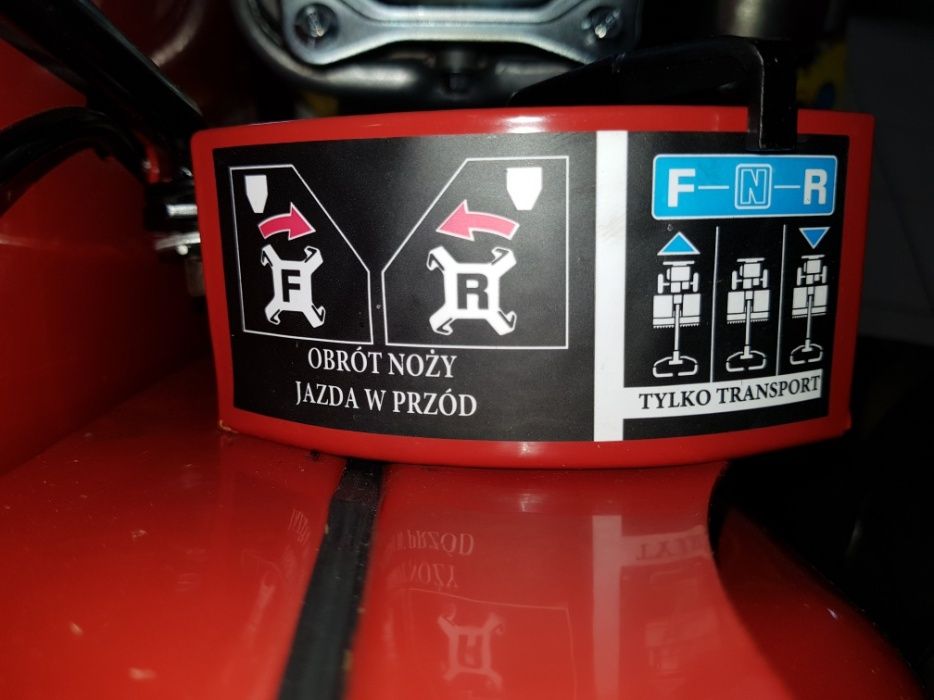 F
R
OBRÓT NOŻY
JAZDA W PRZÓD
F-N-R
TYLKO TRANSPORT